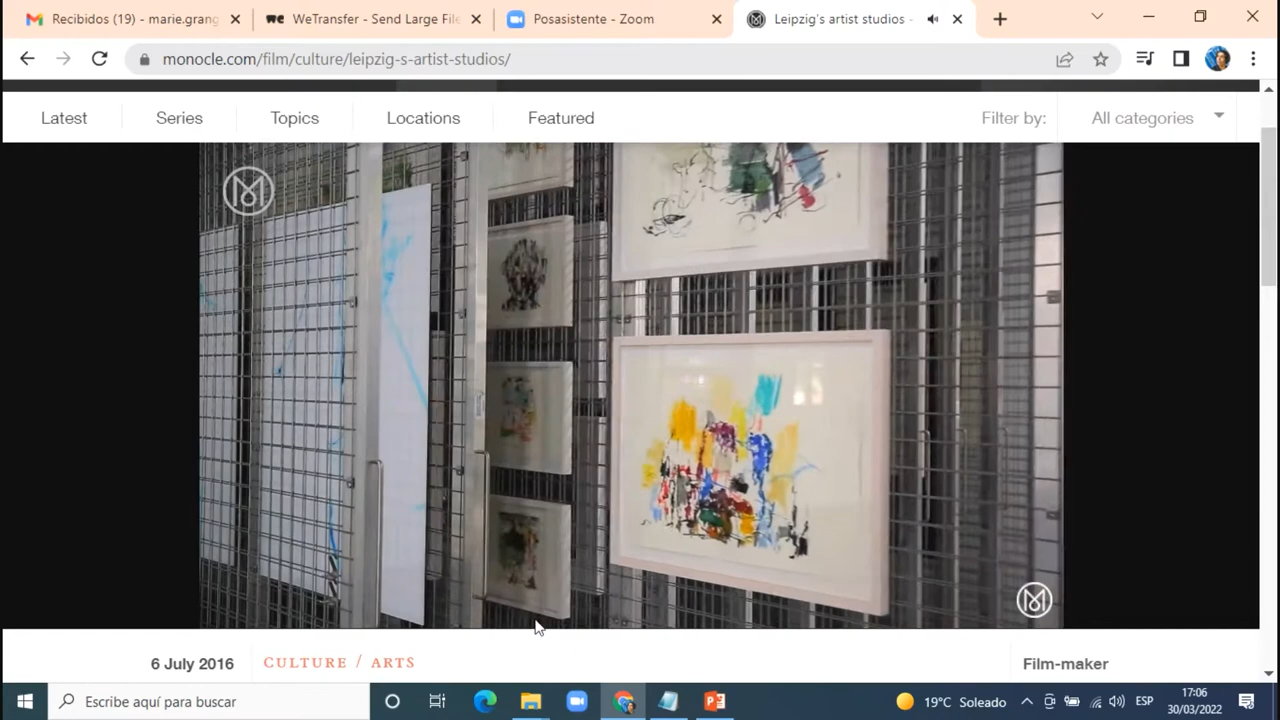 Recibidos (19) - marie.grang
WeTransfer - Send Large File
Posasistente - Zoom
Leipzig's artist studios -
monocle.com/film/culture/leipzig-s-artist-studios/
Latest
Series
Topics
Locations
Featured
Filter by:
All categories
6 July 2016
CULTURE / ARTS
Film-maker
Escribe aquí para buscar
19°C Soleado
ESP
17:06
30/03/2022